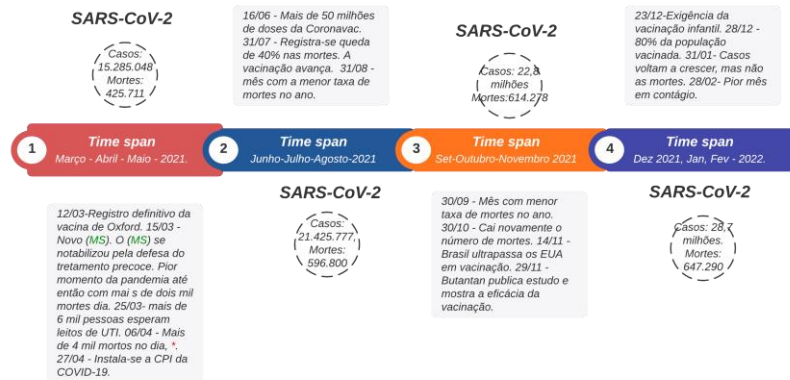 SARS-CoV-2
Casos:
15.285.048
Mortes:
425.711
16/06 - Mais de 50 milhões
de doses da Coronavac.
31/07 - Registra-se queda
de 40% nas mortes. A
vacinação avança.  31/08 -
mês com a menor taxa de
mortes no ano.
SARS-CoV-2
Casos: 22,8
milhões
Mortes:614.278
23/12-Exigência da
vacinação infantil. 28/12 -
80% da população
vacinada. 31/01- Casos
voltam a crescer, mas não
as mortes. 28/02- Pior mês
em contágio.
1
Time span
Março - Abril - Maio - 2021.
2
Time span
Junho-Julho-Agosto-2021
3
Time span
Set-Outubro-Novembro 2021
4
Time span
Dez 2021, Jan, Fev - 2022.
12/03-Registro definitivo da
vacina de Oxford. 15/03 -
Novo (MS). O (MS) se
notabilizou pela defesa do
tretamento precoce. Pior
momento da pandemia até
então com mai s de dois mil
mortes dia. 25/03- mais de
6 mil pessoas esperam
leitos de UTI. 06/04 - Mais
de 4 mil mortos no dia, *.
27/04 - Instala-se a CPI da
COVID-19.
SARS-CoV-2
Casos:
21.425.777,
Mortes:
596.800
30/09 - Mês com menor
taxa de mortes no ano.
30/10 - Cai novamente o
número de mortes. 14/11 -
Brasil ultrapassa os EUA
em vacinação. 29/11 -
Butantan publica estudo e
mostra a eficácia da
vacinação.
SARS-CoV-2
Casos: 28,7
milhões.
Mortes:
647.290